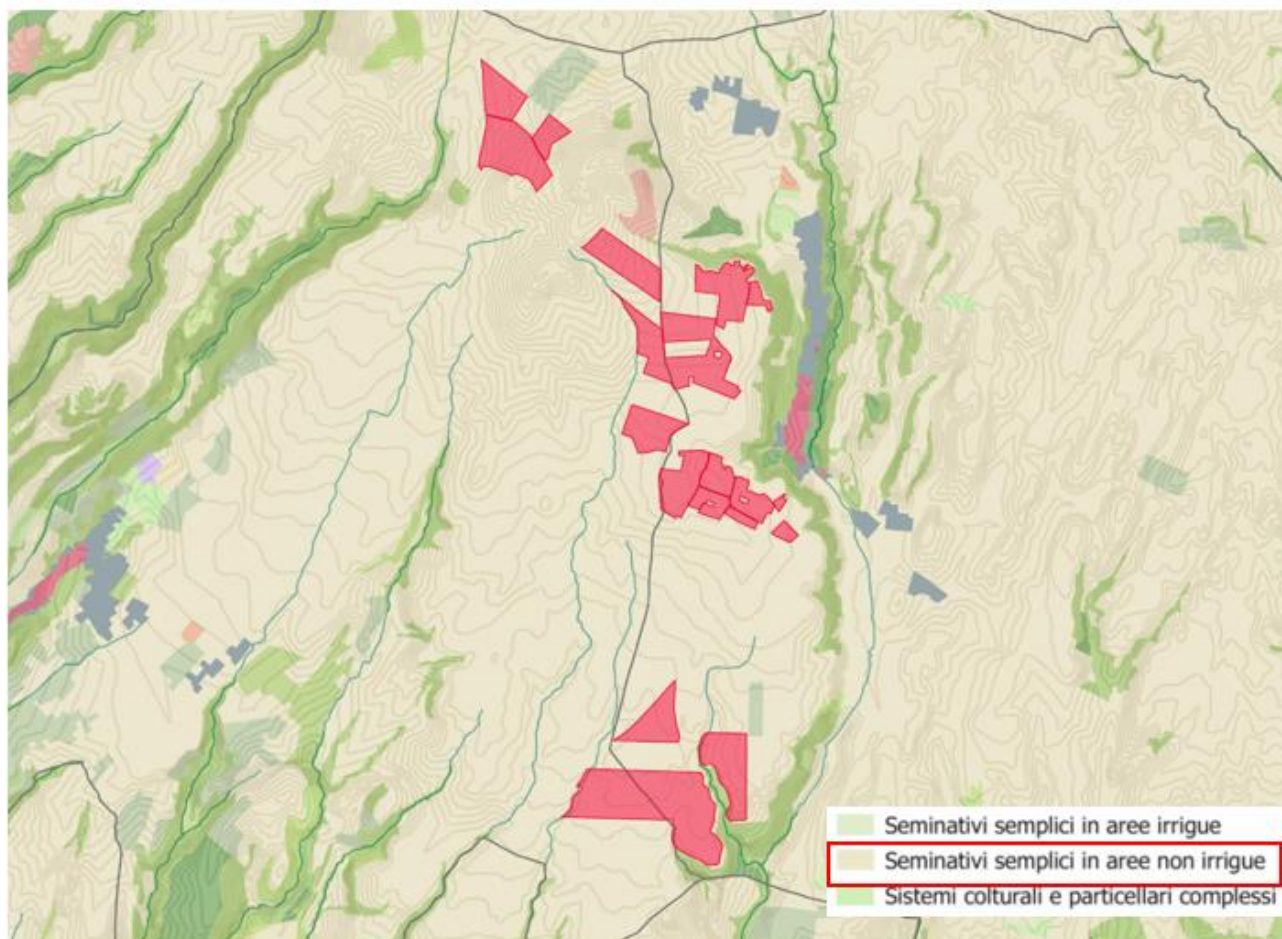 Seminativi semplici in aree irrigue
Seminativi semplici in aree non irrigue
Sistemi colturali e particellari complessi